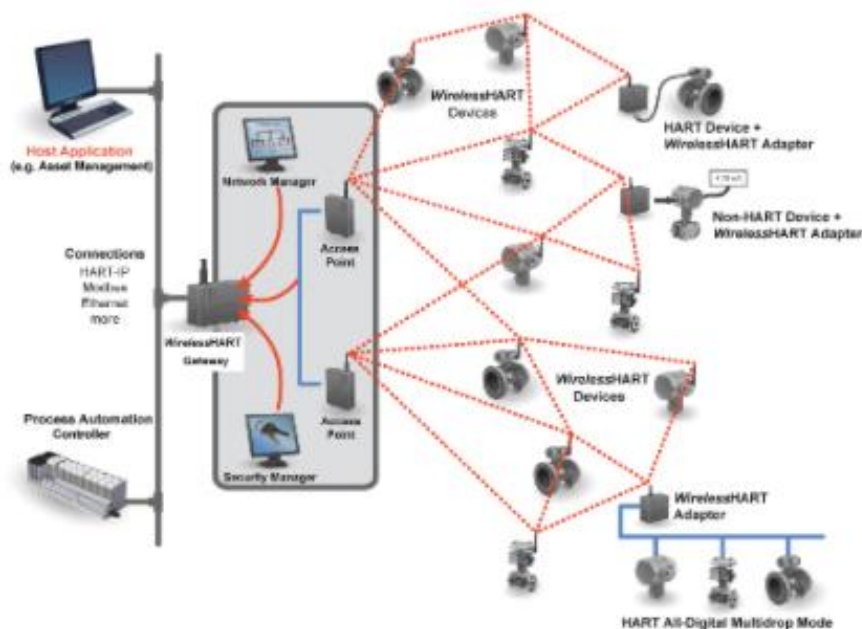 Host Application
(e.g. Asset Management)
Connections
HART-IP
Modbus
Ethernet
more
Process Automation
Controller
Network Manager
Access
Point
WirelessHART
Gateway
Access
Point
Security Manager
WirelessHART
Devices
HART Device +
WirelessHART Adapter
Non-HART Device +
WirelessHART Adapter
WirelessHART
Devices
WirelessHART
Adapter
HART All-Digital Multidrop Mode